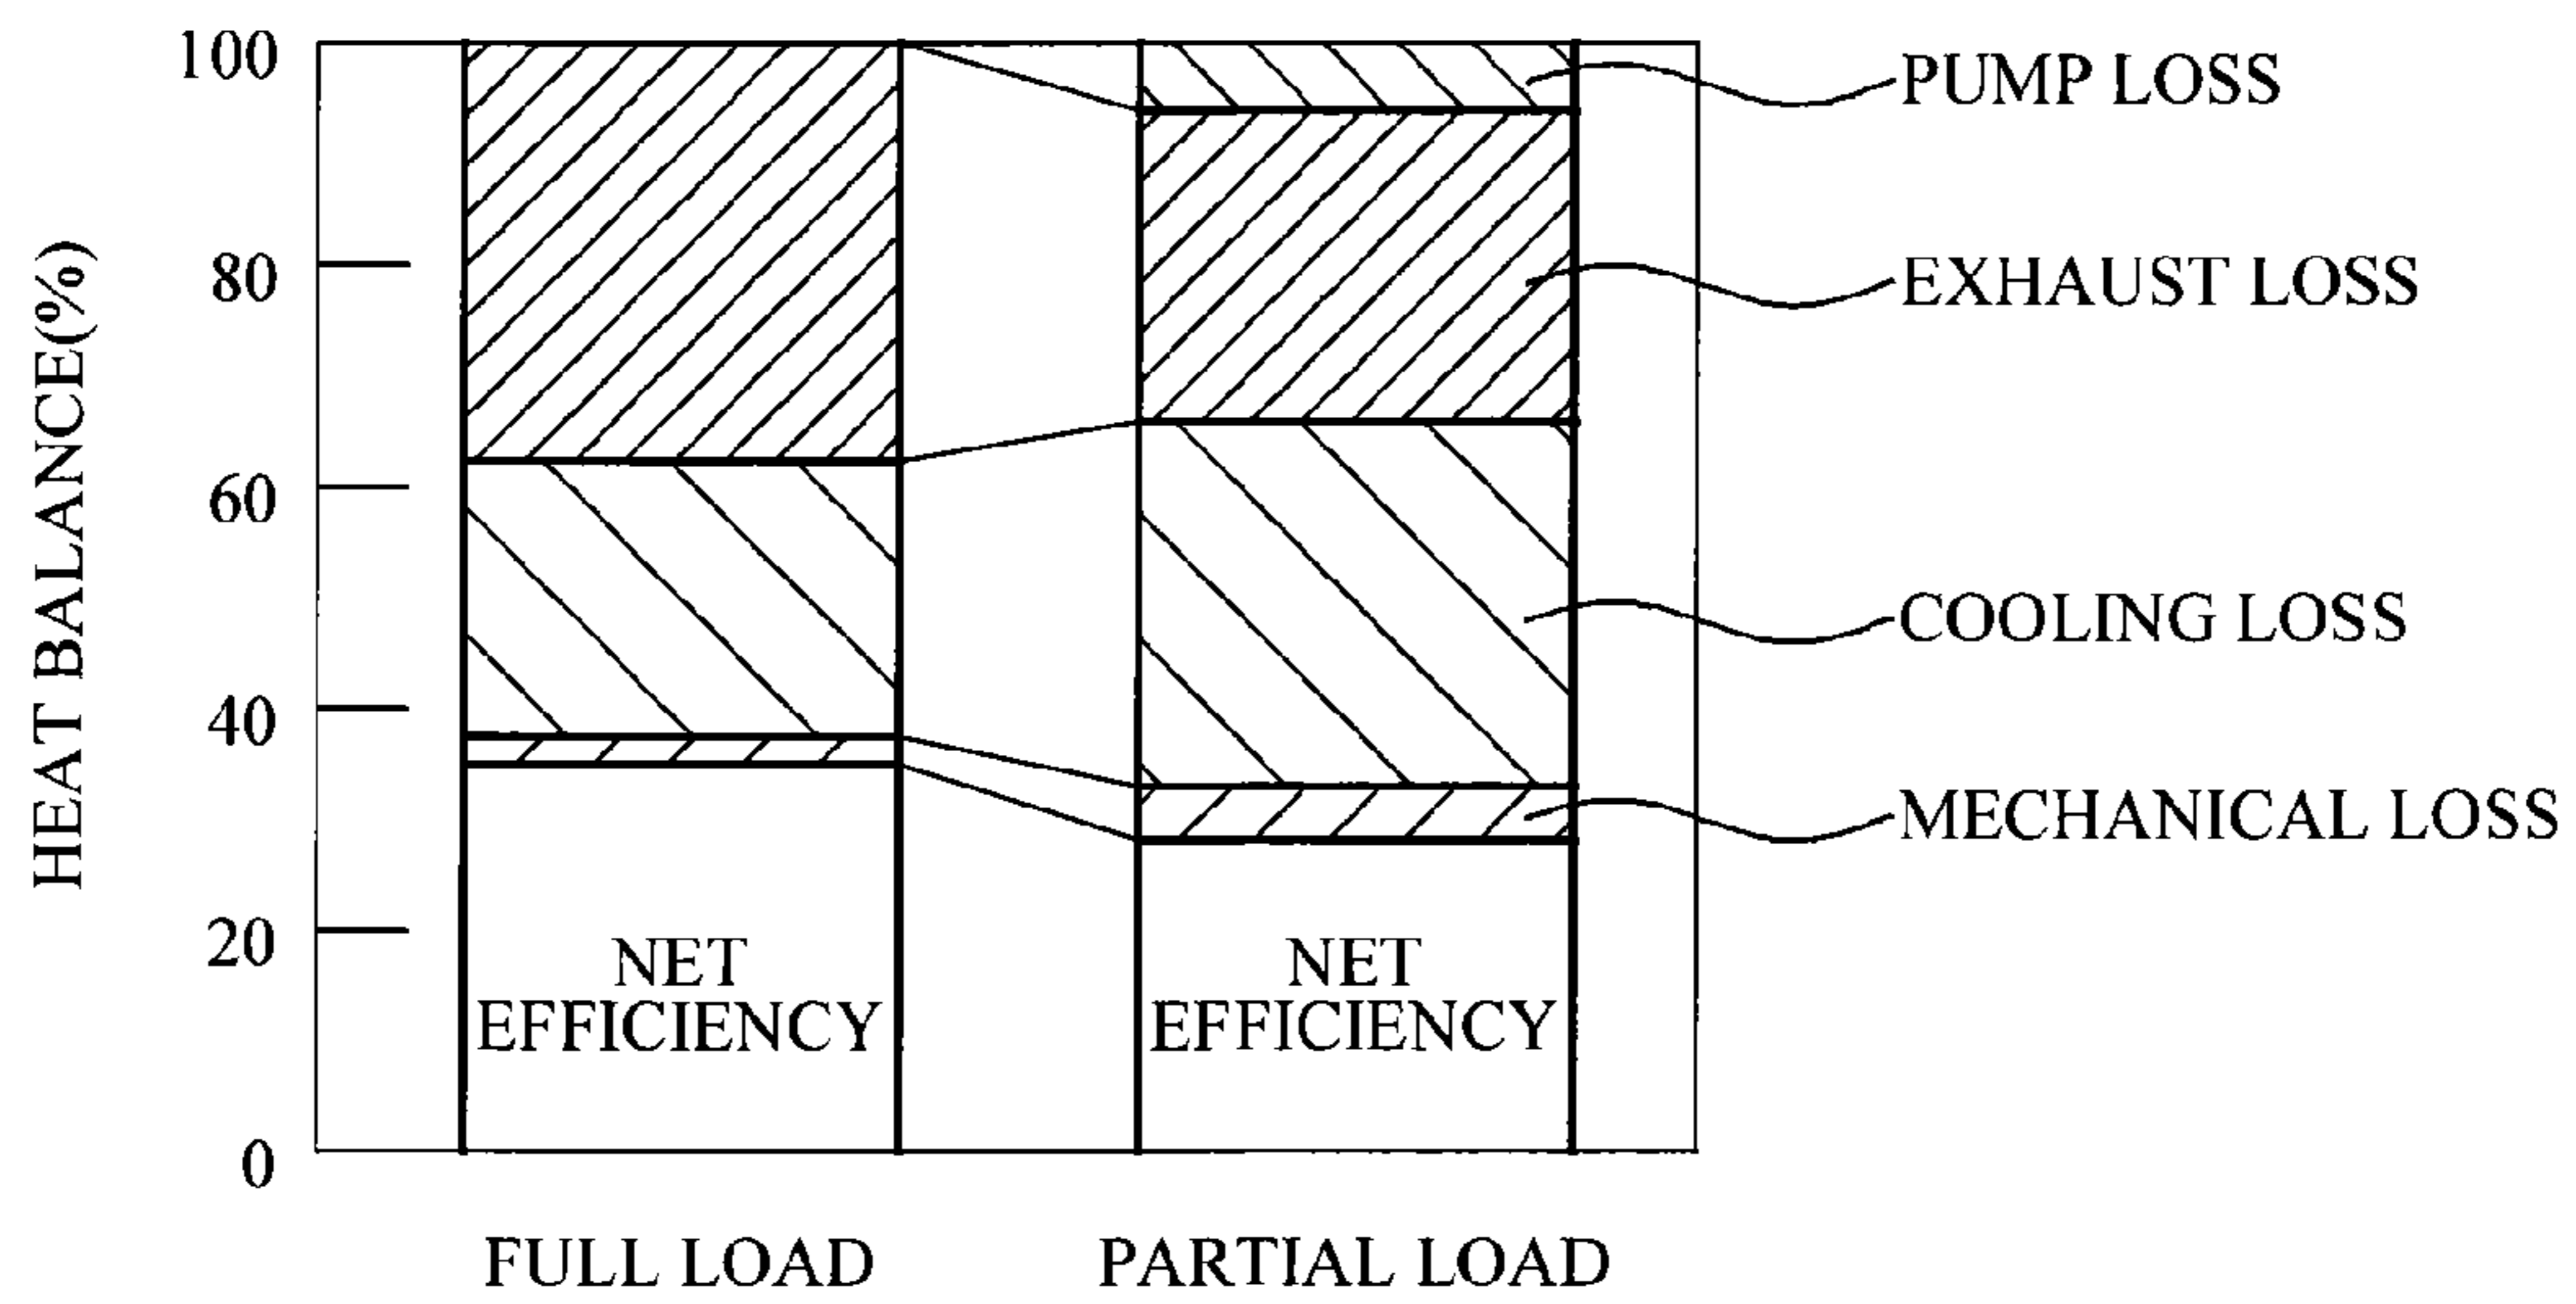 HEAT BALANCE(%)
100
80
60
40
20
0
NET
EFFICIENCY
NET
EFFICIENCY
PUMP LOSS
EXHAUST LOSS
COOLING LOSS
MECHANICAL LOSS
FULL LOAD
PARTIAL LOAD